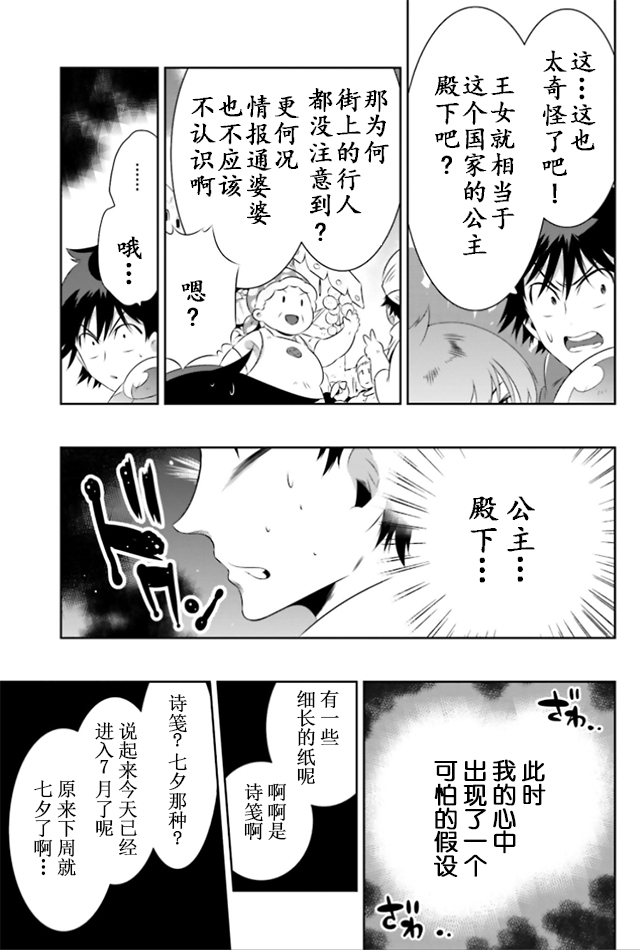 这…这也
太奇怪了吧！
王女就相当于
这个国家的公主
殿下吧？
那为何
街上的行人
都没注意到？
更何况
情报通婆婆
也不应该
不认识啊
嗯？
……
哦…
公主…
殿下…
ドクン
ざわ..
此时
我的心中
出现了一个
可怕的假设
ざわ..
有一些
细长的纸呢
啊啊是
诗笺啊
诗笺？七夕那种？
说起来今天已经
进入7月了呢
原来下周就
七夕了啊…